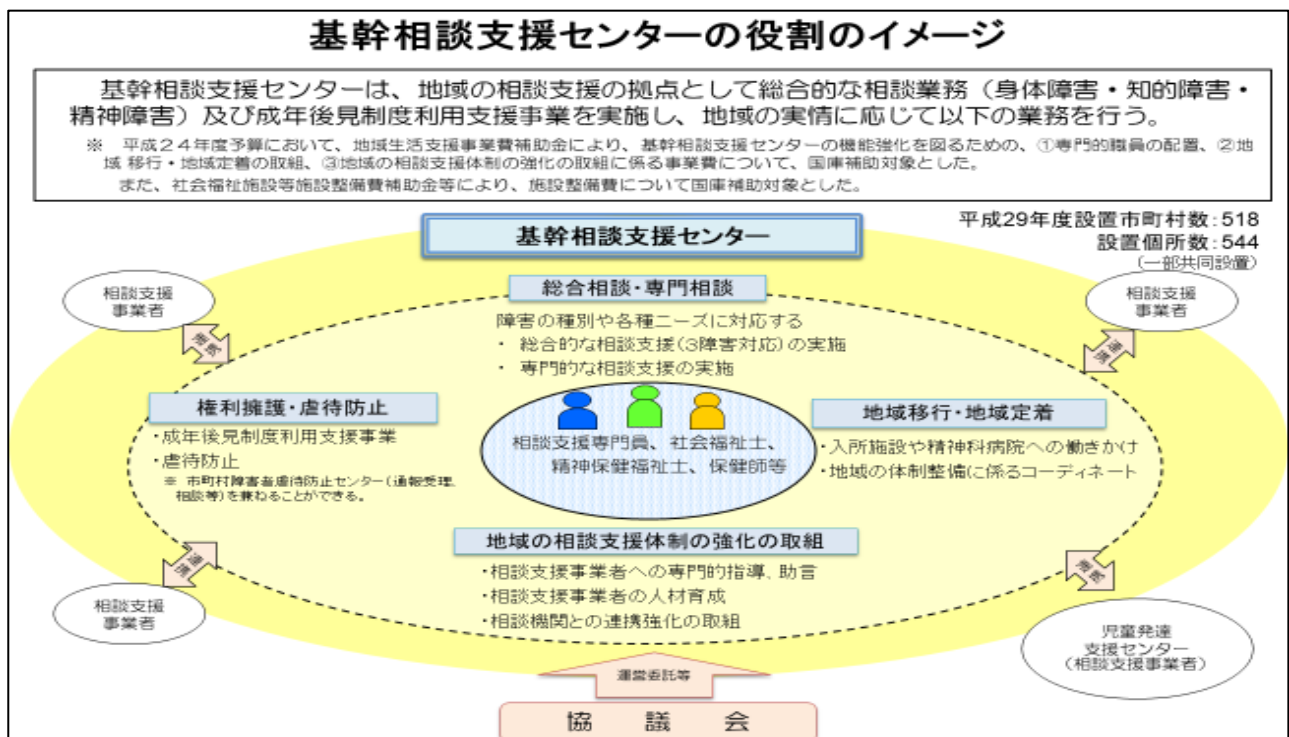 基幹相談支援センターの役割のイメージ
基幹相談支援センターは、地域の相談支援の拠点として総合的な相談業務（身体障害・知的障害・
精神障害）及び成年後見制度利用支援事業を実施し、地域の実情に応じて以下の業務を行う。
※　平成２４年度予算において、地域生活支援事業費補助金により、基幹相談支援センターの機能強化を図るための、①専門的職員の配置、②地
域 移行・地域定着の取組、③地域の相談支援体制の強化の取組に係る事業費について、国庫補助対象とした。
また、社会福祉施設等施設整備費補助金等により、施設整備費について国庫補助対象とした。
平成29年度設置市町村数：518
設置個所数：544
（一部共同設置）
基幹相談支援センター
相談支援
事業者
連携
総合相談・専門相談
障害の種別や各種ニーズに対応する
・ 総合的な相談支援（3障害対応）の実施
・ 専門的な相談支援の実施
相談支援
事業者
連携
権利擁護・虐待防止
・成年後見制度利用支援事業
・虐待防止
※ 市町村障害者虐待防止センター（通報受理、
相談等）を兼ねることができる。
相談支援専門員、社会福祉士、
精神保健福祉士、保健師等
地域移行・地域定着
・入所施設や精神科病院への働きかけ
・地域の体制整備に係るコーディネート
地域の相談支援体制の強化の取組
・相談支援事業者への専門的指導、助言
・相談支援事業者の人材育成
・相談機関との連携強化の取組
連携
相談支援
事業者
連携
児童発達
支援センター
（相談支援事業者）
運営委託等
協　議　会